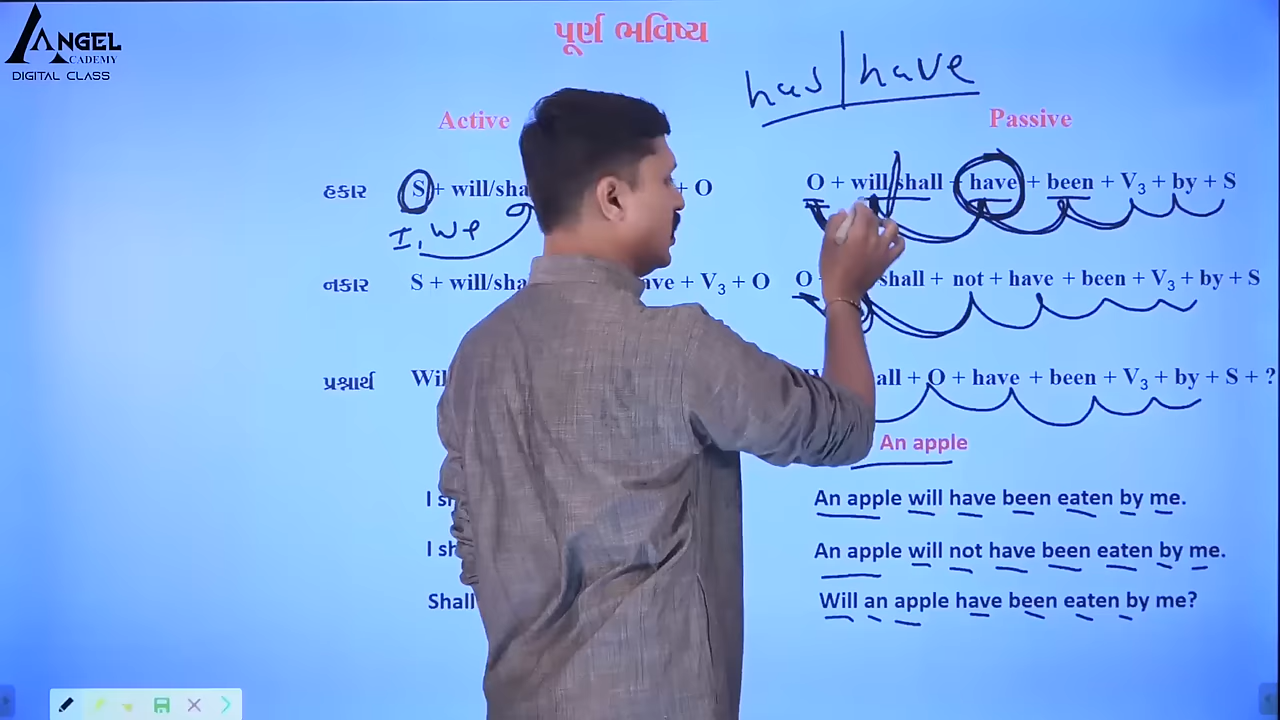 ANGEL
ACADEMY
DIGITAL CLASS
પૂર્ણ ભવિષ્ય
has | have
Active
Passive
હકાર
S + will/sha + O
O + will/shall + have + been + V3 + by + S
I, we
નકાર
S + will/sha ave + V3 + O
O shall + not + have + been + V3 + by + S
પ્રશ્નાર્થ
Wil
all + O + have + been + V3 + by + S + ?
An apple
I s
An apple will have been eaten by me.
I sh
An apple will not have been eaten by me.
Shall
Will an apple have been eaten by me?